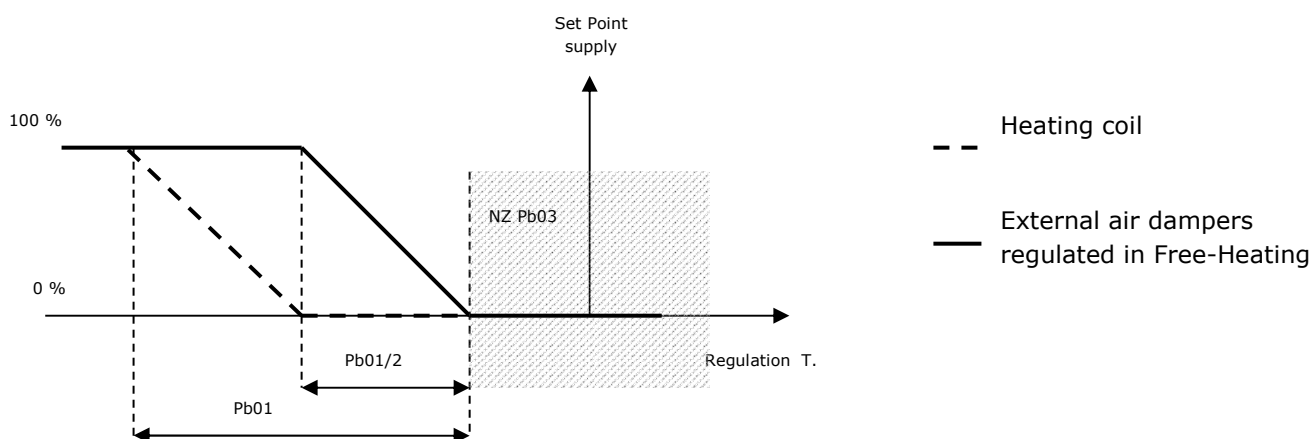 Set Point
supply
100 %
0 %
NZ Pb03
Regulation T.
Pb01/2
Pb01
Heating coil
External air dampers
regulated in Free-Heating